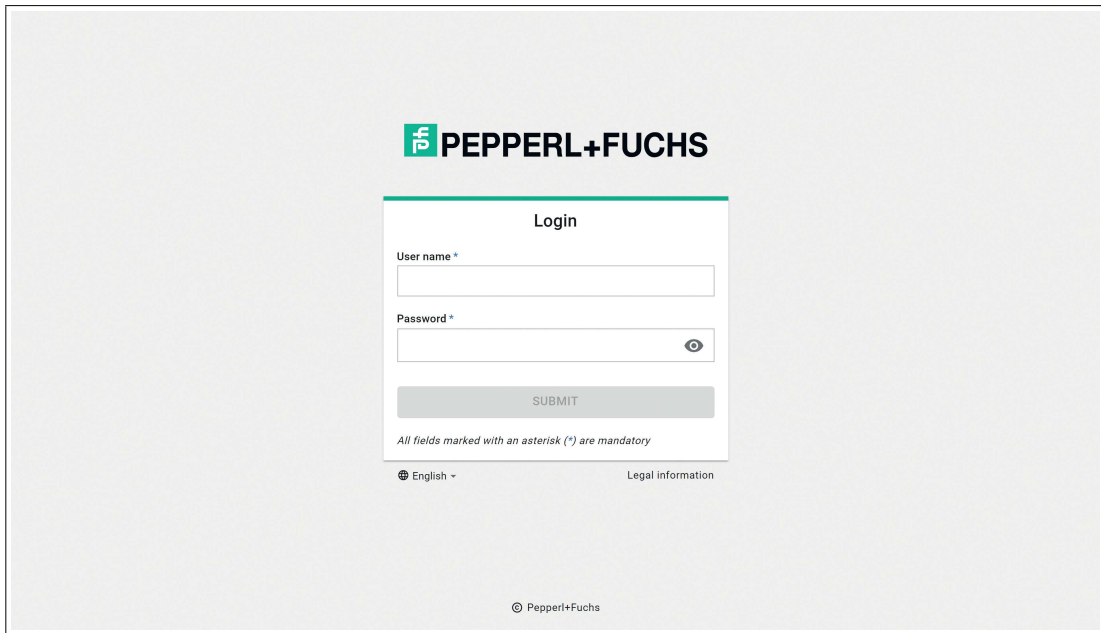 PEPPERL+FUCHS
Login
User name *
Password *
SUBMIT
All fields marked with an asterisk (*) are mandatory
English
Legal information
© Pepperl+Fuchs